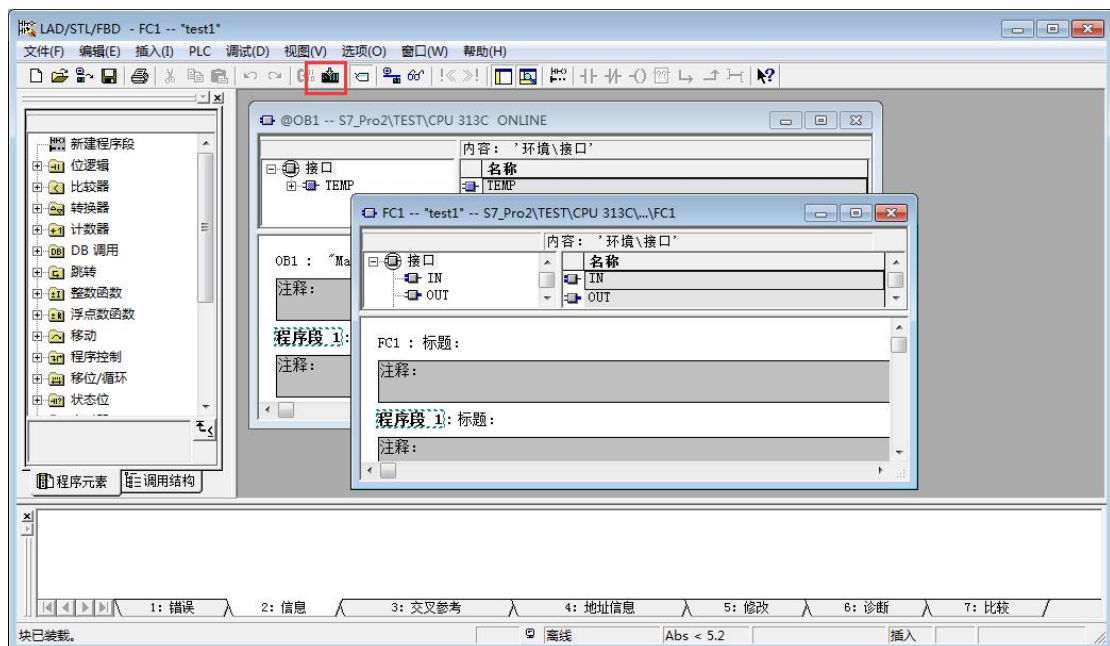 LAD/STL/FBD - FC1 -- "test1"
文件(F) 编辑(E) 插入(I) PLC 调试(D) 视图(V) 选项(O) 窗口(W) 帮助(H)
新建程序段
位逻辑
比较器
转换器
计数器
DB 调用
跳转
整数函数
浮点数函数
移动
程序控制
移位/循环
状态位
程序元素 调用结构
@OB1 -- S7_Pro2\TEST\CPU 313C ONLINE
内容: '环境\接口'
接口
TEMP
名称
TEMP
OB1 : "Ma
注释:
程序段 1:
注释:
FC1 -- "test1" -- S7_Pro2\TEST\CPU 313C\...\FC1
内容: '环境\接口'
接口
IN
OUT
名称
IN
OUT
FC1 : 标题:
注释:
程序段 1: 标题:
注释:
1: 错误 2: 信息 3: 交叉参考 4: 地址信息 5: 修改 6: 诊断 7: 比较
块已装载。 离线 Abs < 5.2 插入